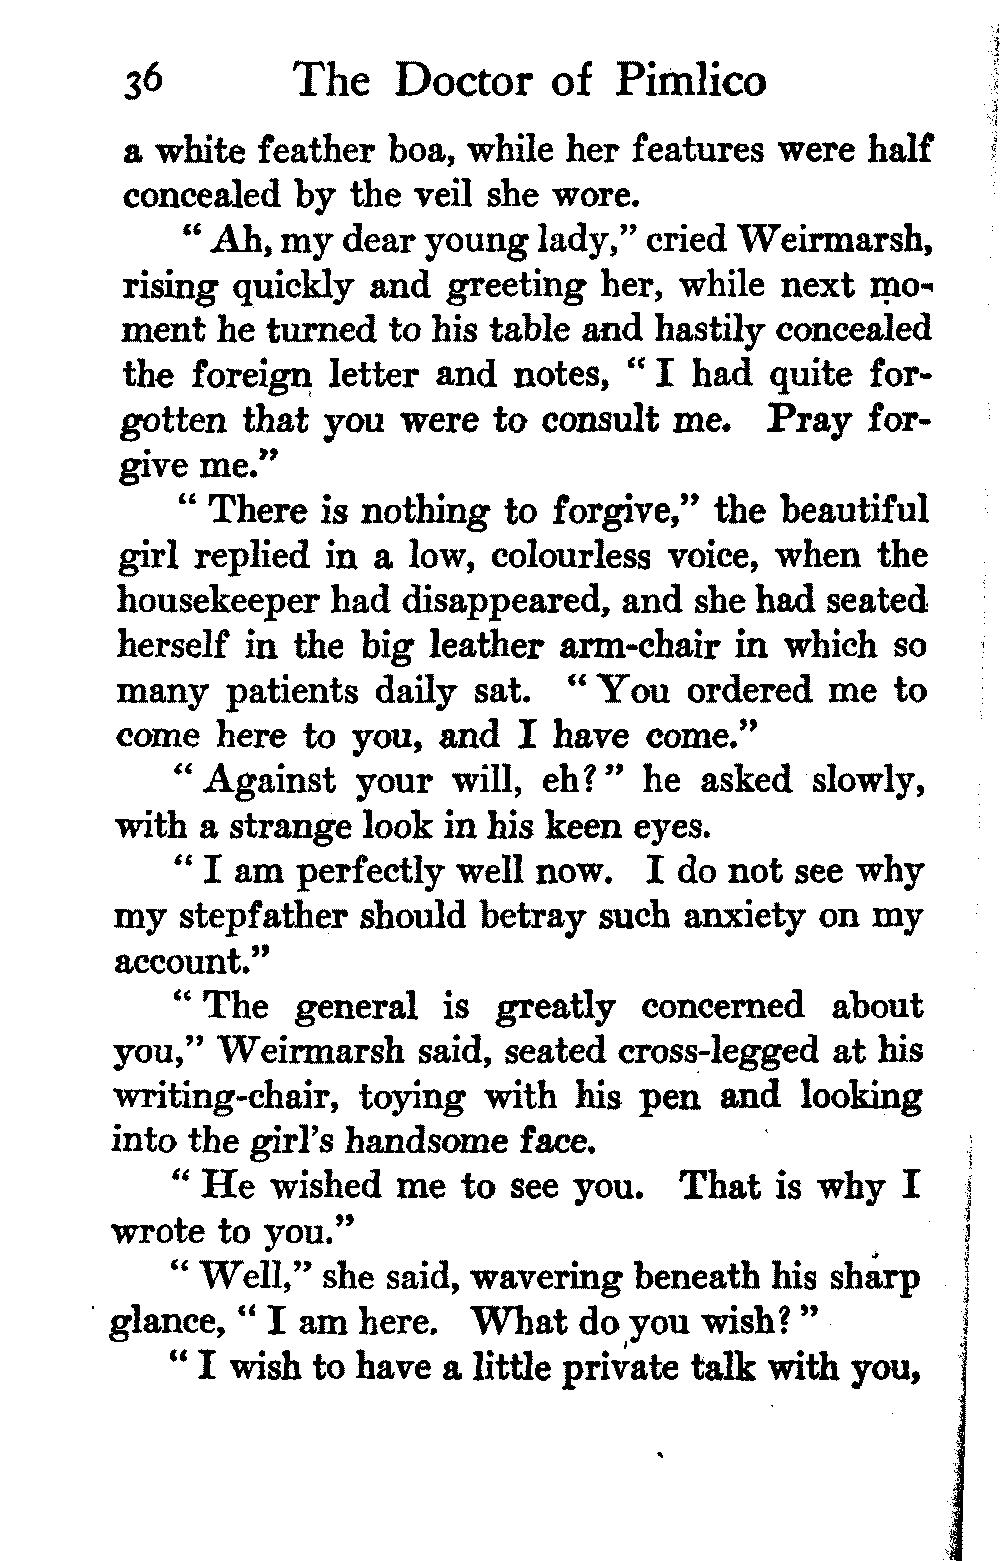 36 The Doctor of Pimlico
a white feather boa, while her features were half
concealed by the veil she wore.
“ Ah, my dear young lady,” cried Weirmarsh,
rising quickly and greeting her, while next mo-
ment he turned to his table and hastily concealed
the foreign letter and notes, “ I had quite for-
gotten that you were to consult me. Pray for-
give me.”
“ There is nothing to forgive,” the beautiful
girl replied in a low, colourless voice, when the
housekeeper had disappeared, and she had seated
herself in the big leather arm-chair in which so
many patients daily sat. “ You ordered me to
come here to you, and I have come.”
“ Against your will, eh? ” he asked slowly,
with a strange look in his keen eyes.
“ I am perfectly well now. I do not see why
my stepfather should betray such anxiety on my
account.”
“ The general is greatly concerned about
you,” Weirmarsh said, seated cross-legged at his
writing-chair, toying with his pen and looking
into the girl’s handsome face.
“ He wished me to see you. That is why I
wrote to you.”
“ Well,” she said, wavering beneath his sharp
glance, “ I am here. What do you wish? ”
“ I wish to have a little private talk with you,